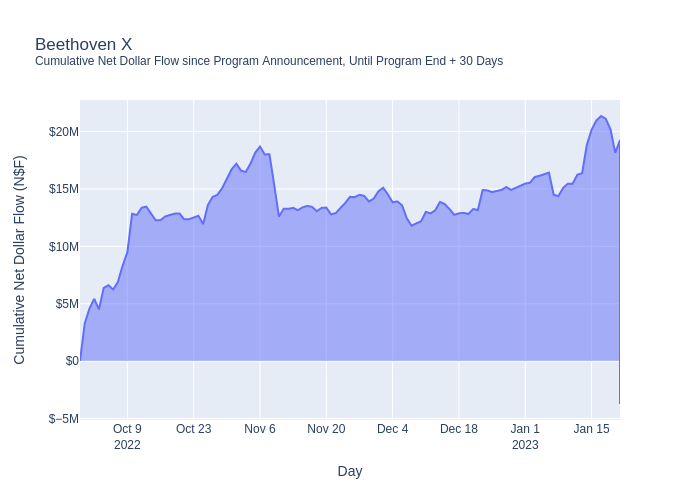 Beethoven X
Cumulative Net Dollar Flow since Program Announcement, Until Program End + 30 Days
Cumulative Net Dollar Flow (N$F)
$20M
$15M
$10M
$5M
$0
$−5M
Oct 9
2022
Oct 23
Nov 6
Nov 20
Dec 4
Dec 18
Jan 1
2023
Jan 15
Day